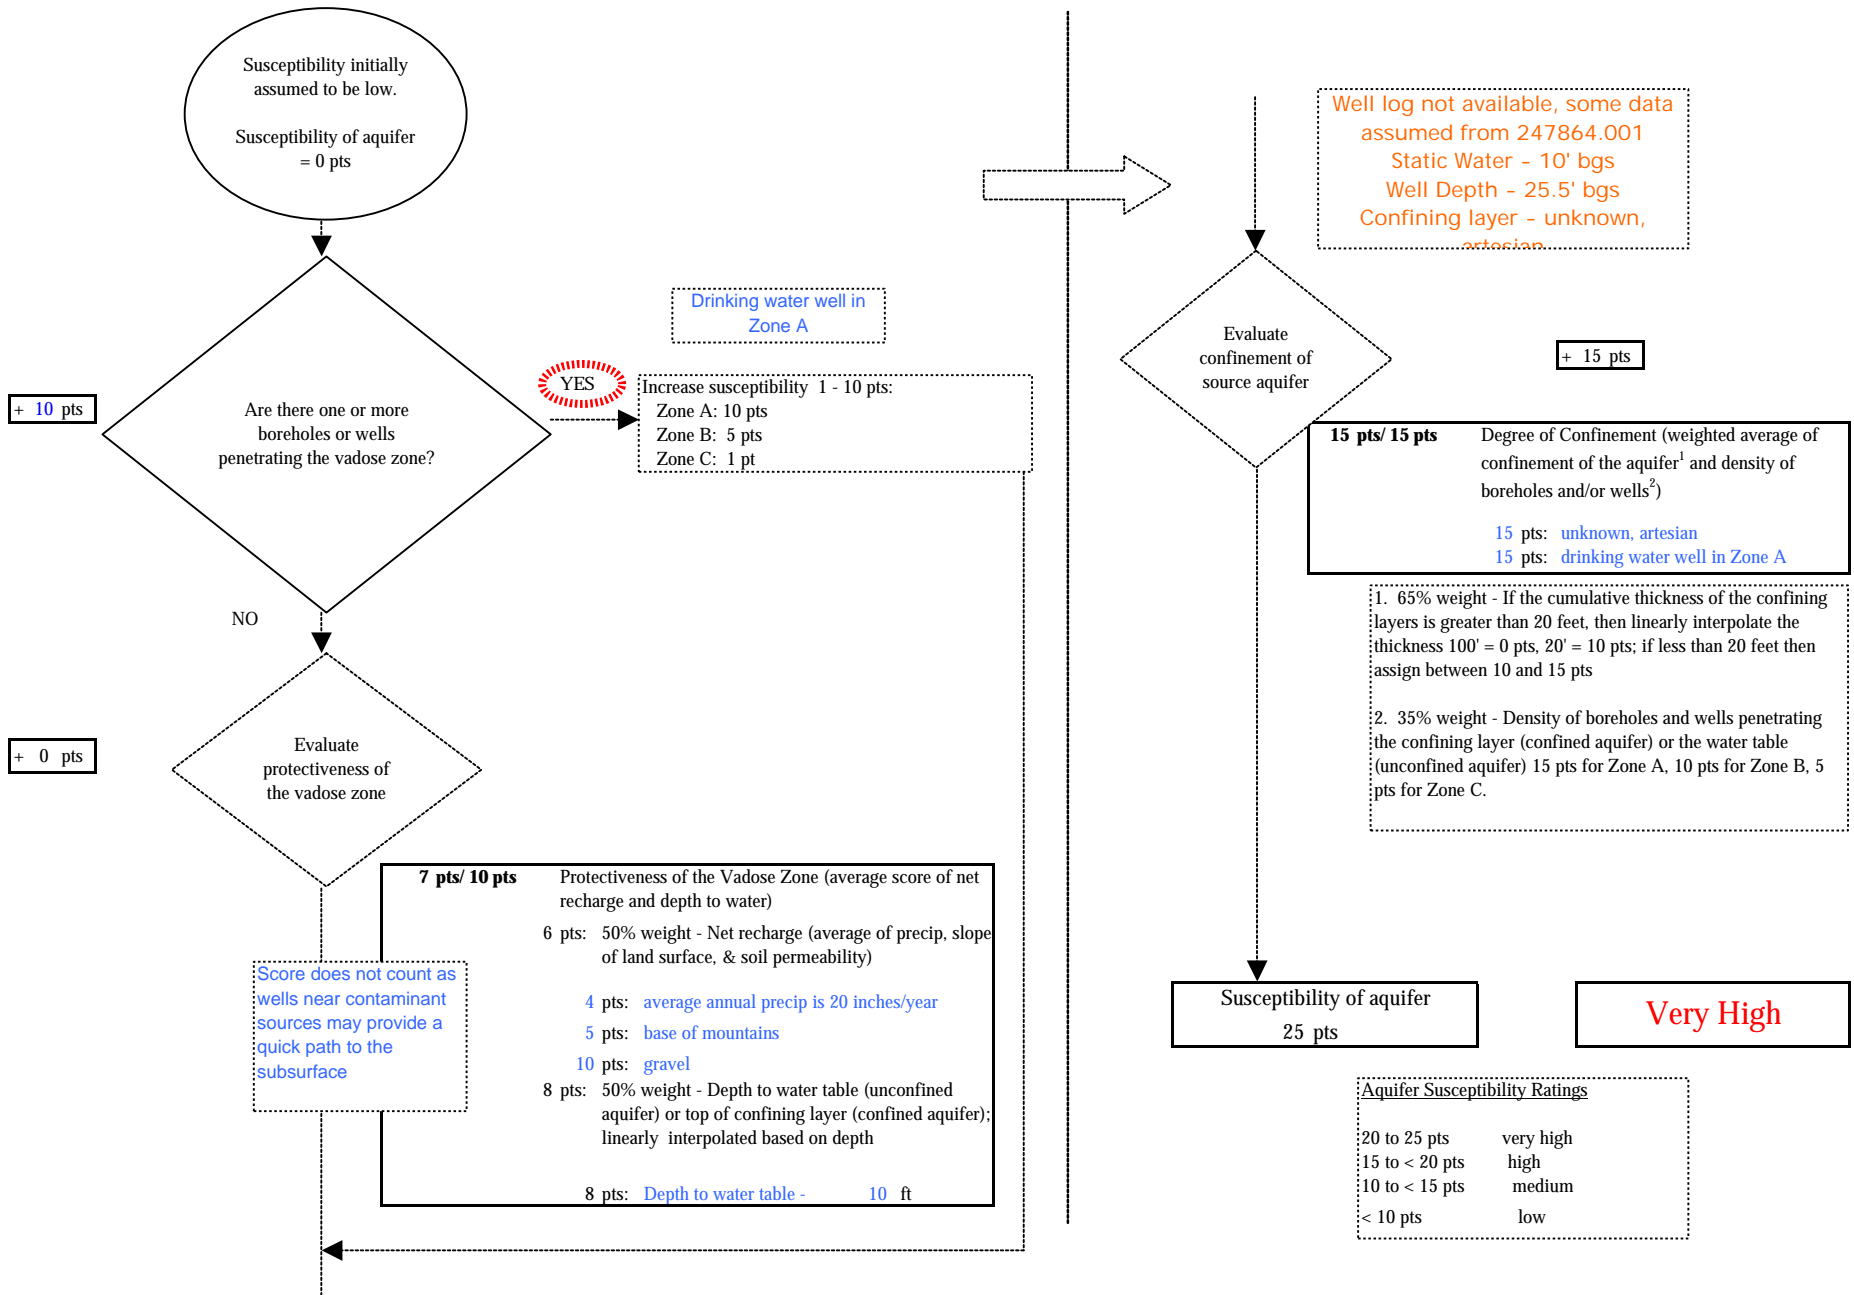 Susceptibility initially
assumed to be low.
Susceptibility of aquifer
= 0 pts
+ 10 pts
Are there one or more
boreholes or wells
penetrating the vadose zone?
YES
Drinking water well in
Zone A
Increase susceptibility 1 - 10 pts:
Zone A: 10 pts
Zone B: 5 pts
Zone C: 1 pt
NO
+ 0 pts
Evaluate
protectiveness of
the vadose zone
Score does not count as
wells near contaminant
sources may provide a
quick path to the
subsurface
7 pts/ 10 pts Protectiveness of the Vadose Zone (average score of net
recharge and depth to water)
6 pts: 50% weight - Net recharge (average of precip, slope
of land surface, & soil permeability)
4 pts: average annual precip is 20 inches/year
5 pts: base of mountains
10 pts: gravel
8 pts: 50% weight - Depth to water table (unconfined
aquifer) or top of confining layer (confined aquifer);
linearly interpolated based on depth
8 pts: Depth to water table - 10 ft
Well log not available, some data
assumed from 247864.001
Static Water - 10' bgs
Well Depth - 25.5' bgs
Confining layer - unknown,
artesian
Evaluate
confinement of
source aquifer
+ 15 pts
15 pts/ 15 pts Degree of Confinement (weighted average of
confinement of the aquifer1 and density of
boreholes and/or wells2)
15 pts: unknown, artesian
15 pts: drinking water well in Zone A
1. 65% weight - If the cumulative thickness of the confining
layers is greater than 20 feet, then linearly interpolate the
thickness 100' = 0 pts, 20' = 10 pts; if less than 20 feet then
assign between 10 and 15 pts
2. 35% weight - Density of boreholes and wells penetrating
the confining layer (confined aquifer) or the water table
(unconfined aquifer) 15 pts for Zone A, 10 pts for Zone B, 5
pts for Zone C.
Susceptibility of aquifer
25 pts
Very High
Aquifer Susceptibility Ratings
20 to 25 pts very high
15 to < 20 pts high
10 to < 15 pts medium
< 10 pts low